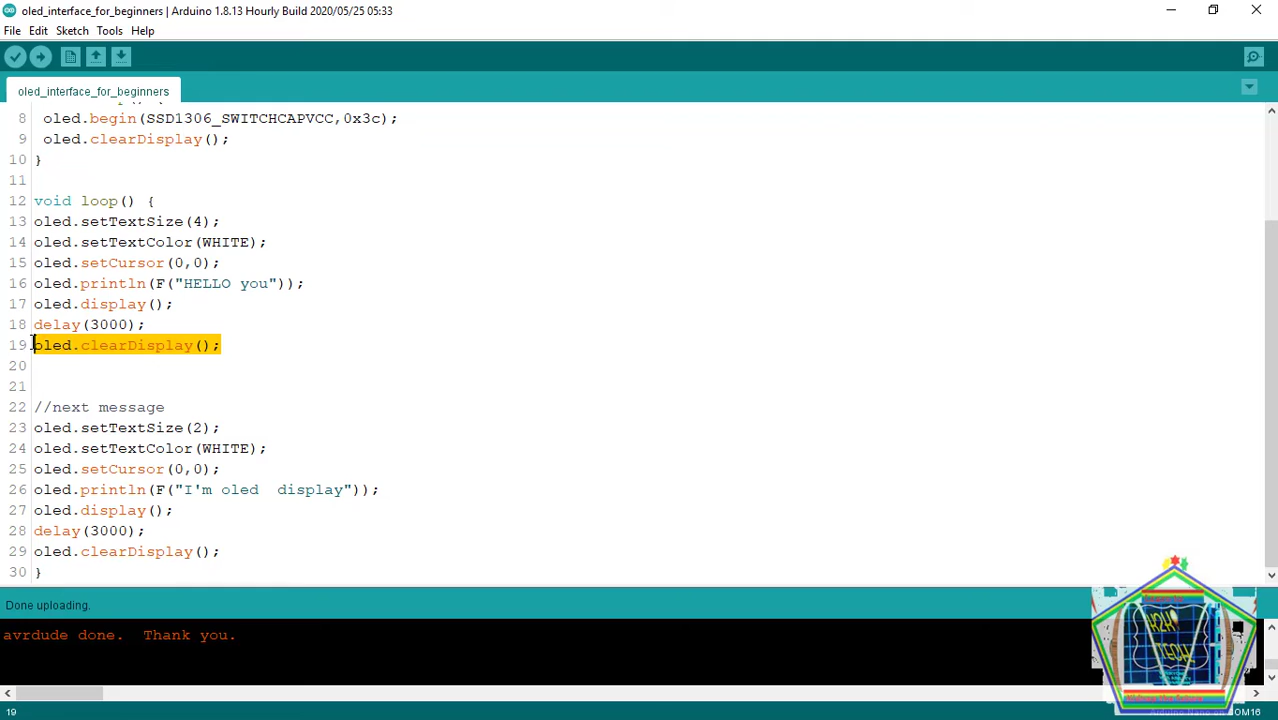 oled_interface_for_beginners | Arduino 1.8.13 Hourly Build 2020/05/25 05:33
File Edit Sketch Tools Help
oled_interface_for_beginners
8 oled.begin(SSD1306_SWITCHCAPVCC,0x3c);
9 oled.clearDisplay();
10 }
11
12 void loop() {
13 oled.setTextSize(4);
14 oled.setTextColor(WHITE);
15 oled.setCursor(0,0);
16 oled.println(F("HELLO you"));
17 oled.display();
18 delay(3000);
19 oled.clearDisplay();
20
21
22 //next message
23 oled.setTextSize(2);
24 oled.setTextColor(WHITE);
25 oled.setCursor(0,0);
26 oled.println(F("I'm oled  display"));
27 oled.display();
28 delay(3000);
29 oled.clearDisplay();
30 }
Done uploading.
avrdude done.  Thank you.
TECH
19
OM16